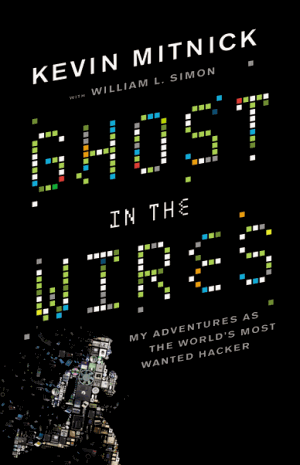 KEVIN MITNICK
WITH WILLIAM L. SIMON
GHOST
IN THE
WIRES
MY ADVENTURES AS
THE WORLD'S MOST
WANTED HACKER